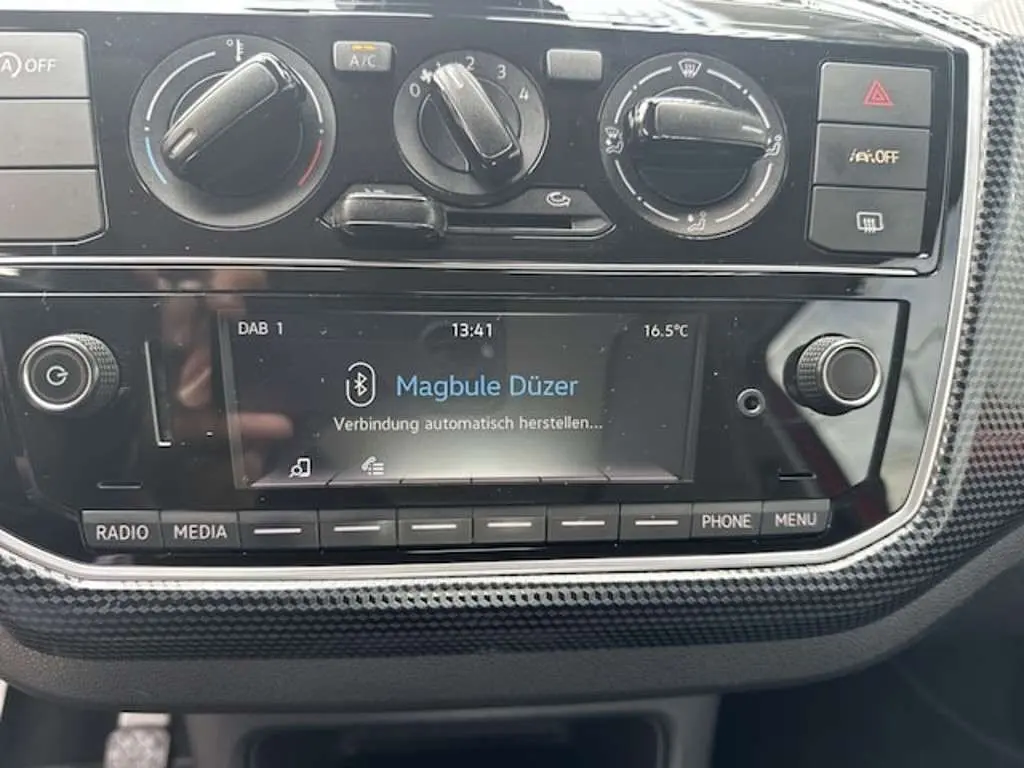 (A) OFF
A/C
0 1 2 3 4
OFF
DAB 1 13:41 16.5°C
Magbule Düzer
Verbindung automatisch herstellen...
RADIO MEDIA PHONE MENU